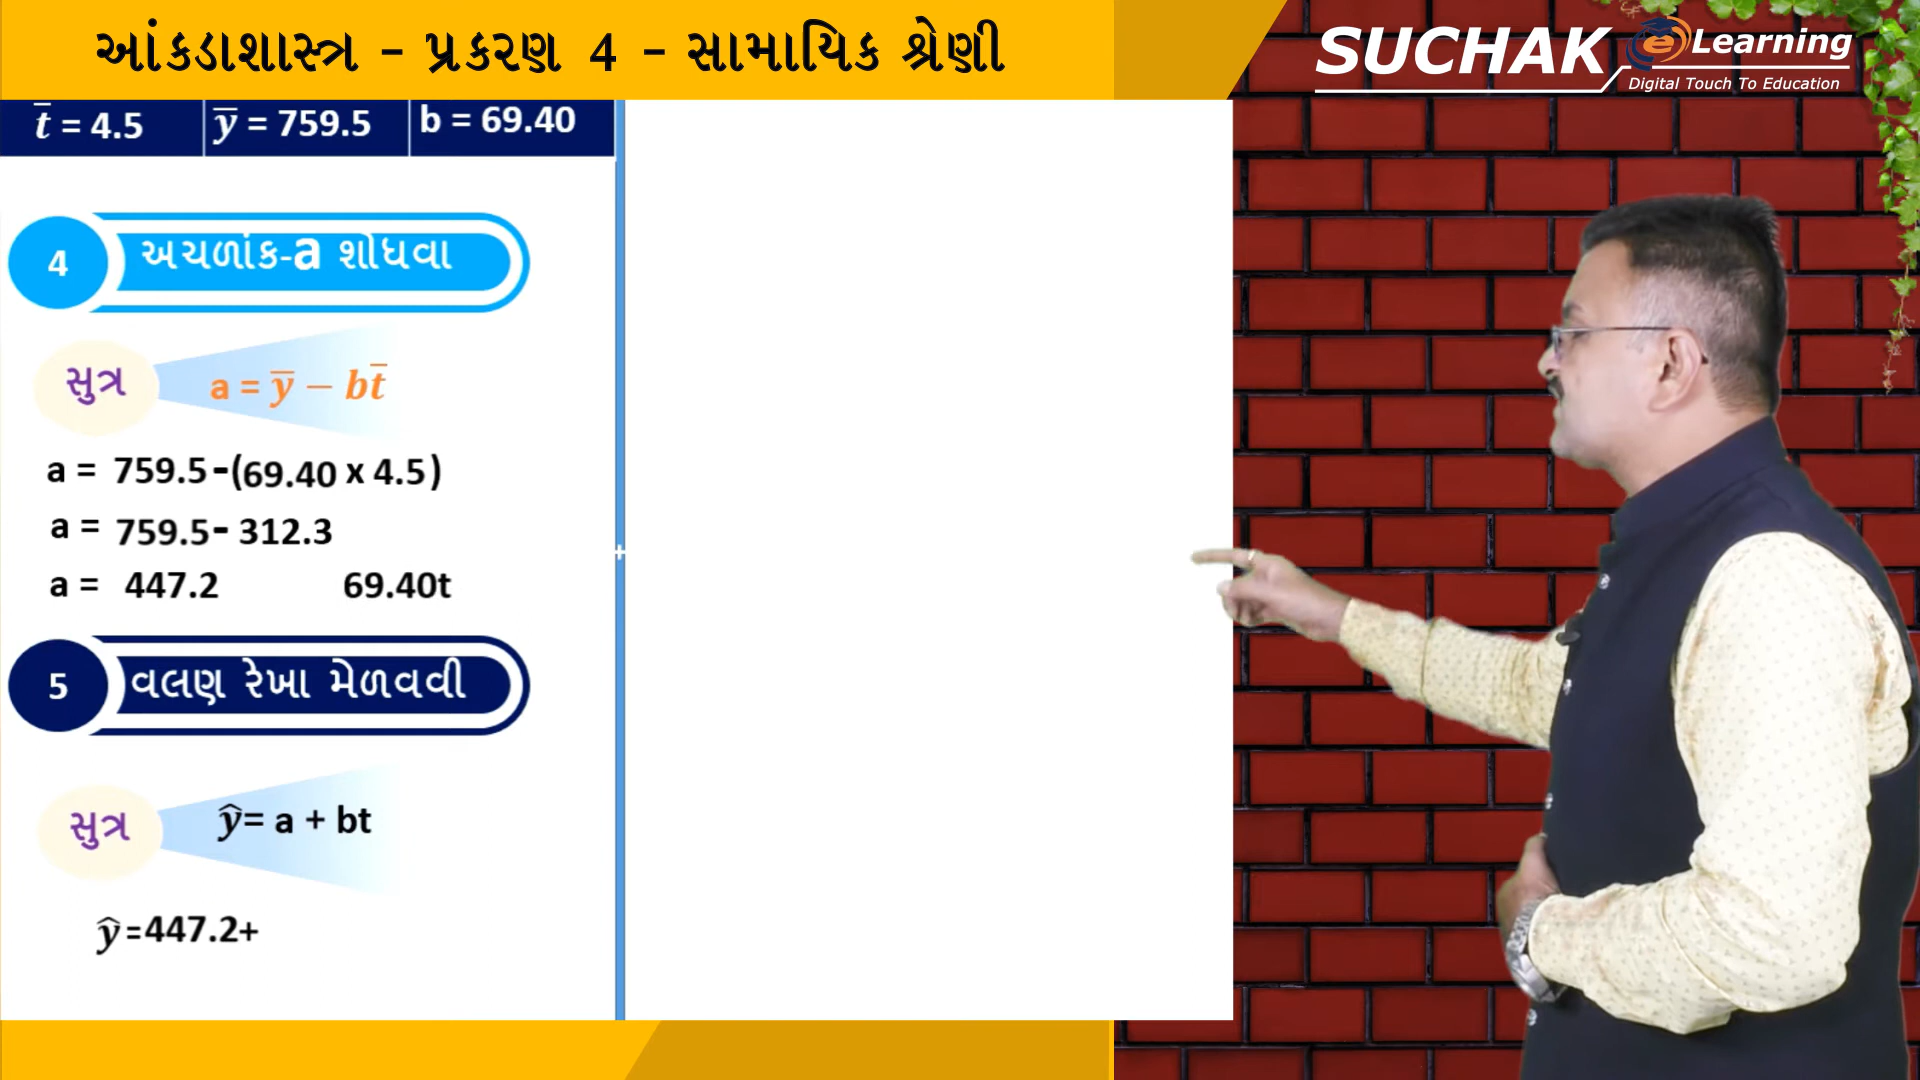 આંકડાશાસ્ત્ર - પ્રકરણ 4 - સામાયિક શ્રેણી
SUCHAK eLearning
Digital Touch To Education
t̅ = 4.5 y̅ = 759.5 b = 69.40
4 અચળાંક-a શોધવા
સુત્ર a = y̅ − bt̅
a = 759.5-(69.40 x 4.5)
a = 759.5- 312.3
a = 447.2 69.40t
5 વલણ રેખા મેળવવી
સુત્ર ŷ= a + bt
ŷ=447.2+